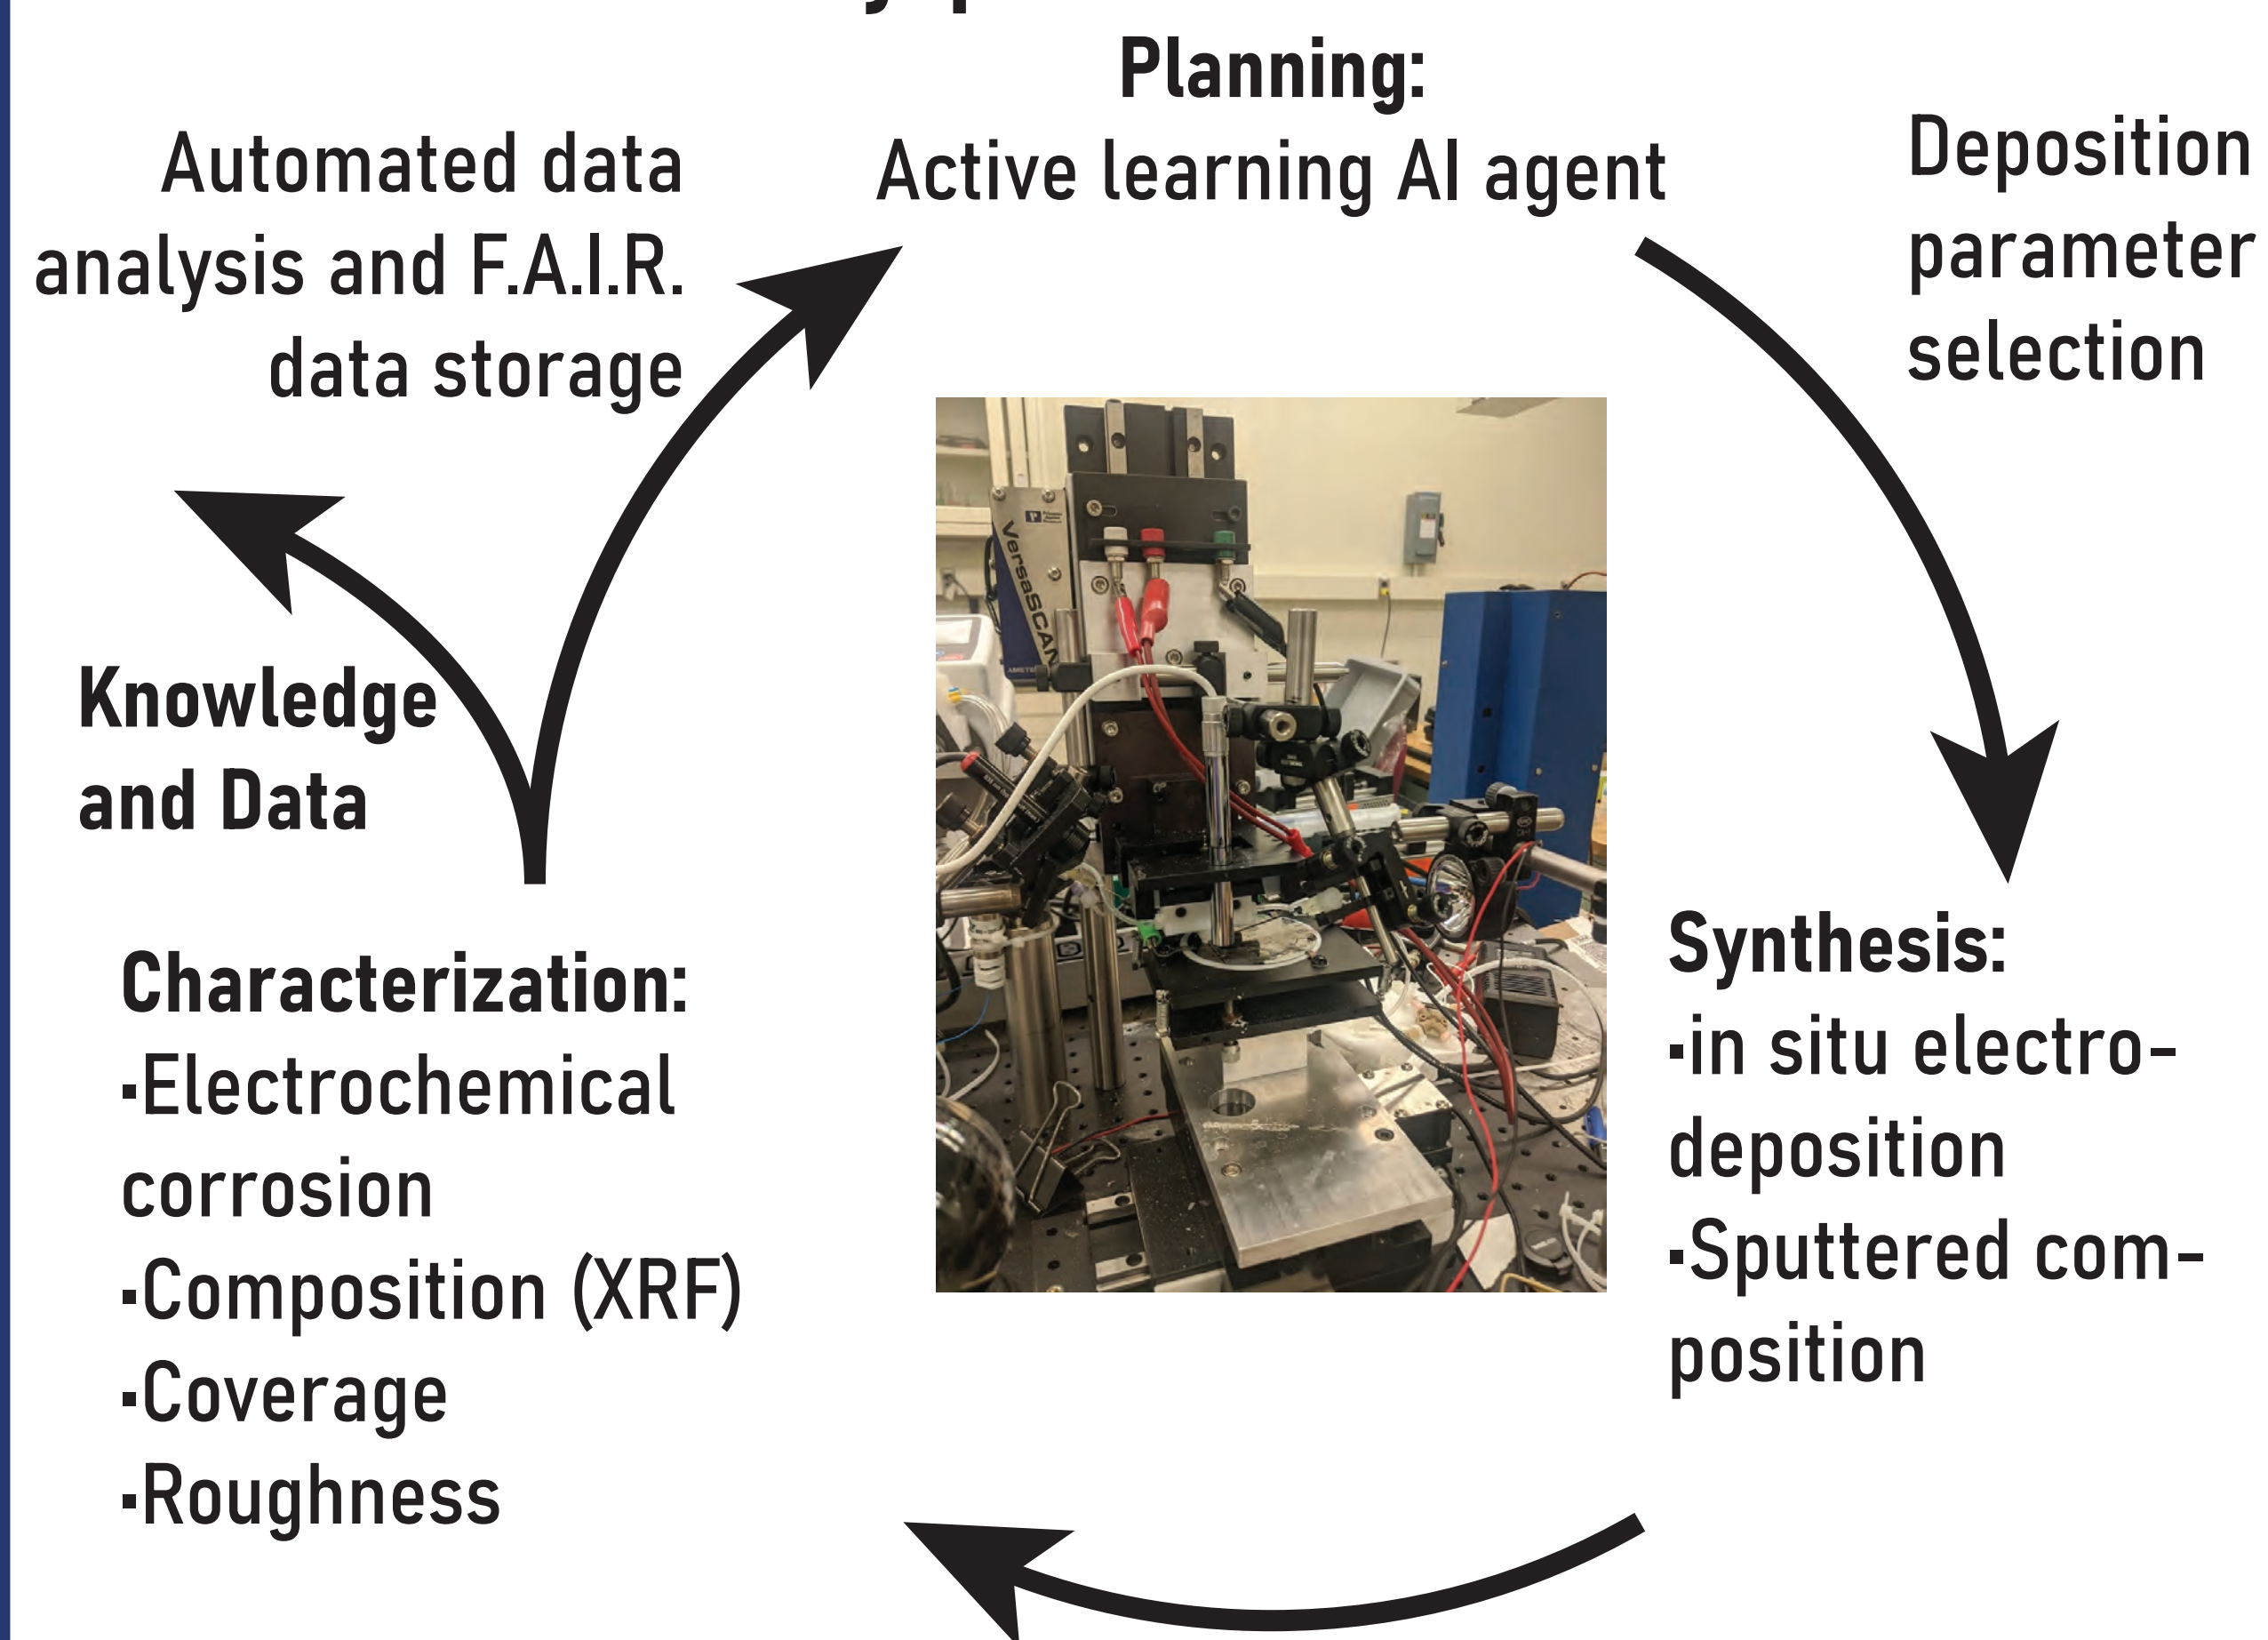 Planning:
Active learning AI agent
Automated data
analysis and F.A.I.R.
data storage
Deposition
parameter
selection
Knowledge
and Data
VersaSCAN
Characterization:
-Electrochemical
corrosion
-Composition (XRF)
-Coverage
-Roughness
Synthesis:
-in situ electro-
deposition
-Sputtered com-
position